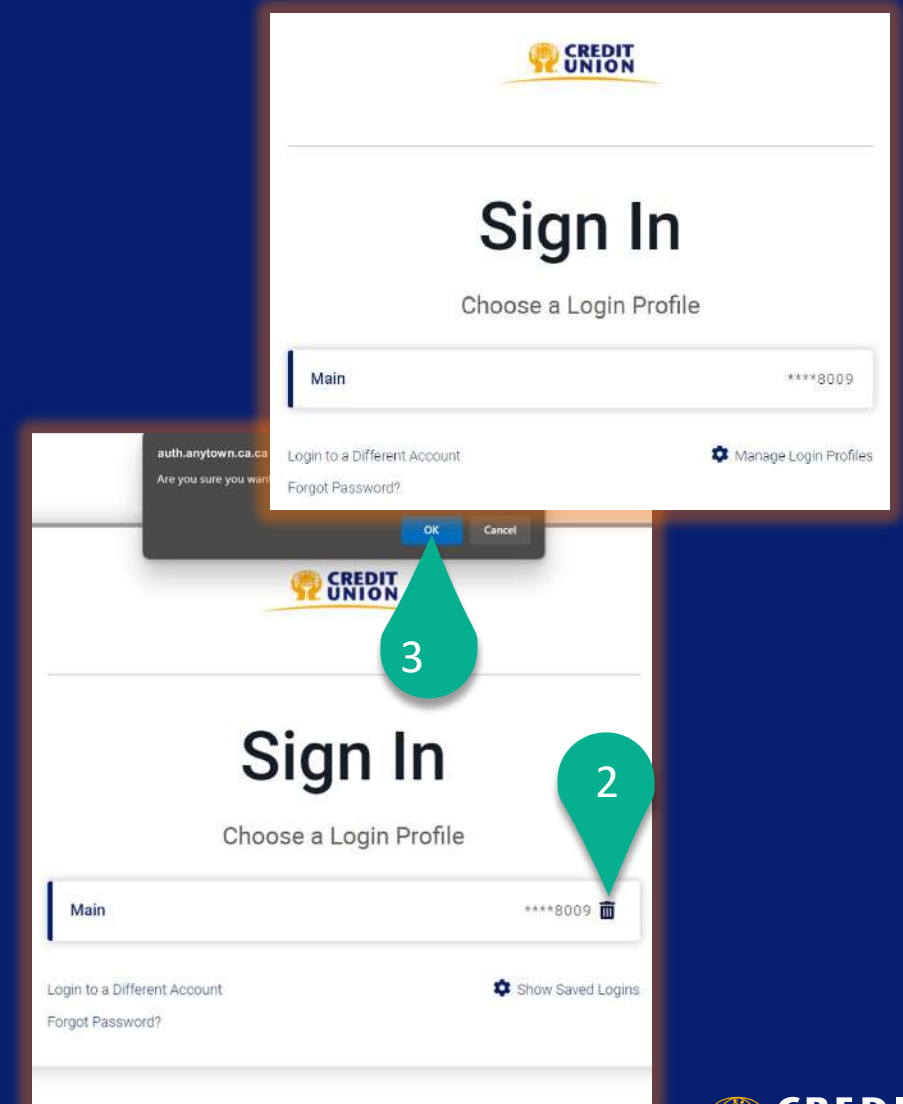 CREDIT
UNION
Sign In
Choose a Login Profile
Main ****8009
Login to a Different Account Manage Login Profiles
Forgot Password?
auth.anytown.ca.ca
Are you sure you
OK Cancel
CREDIT
UNION
3
Sign In
2
Choose a Login Profile
Main ****8009
Login to a Different Account Show Saved Logins
Forgot Password?